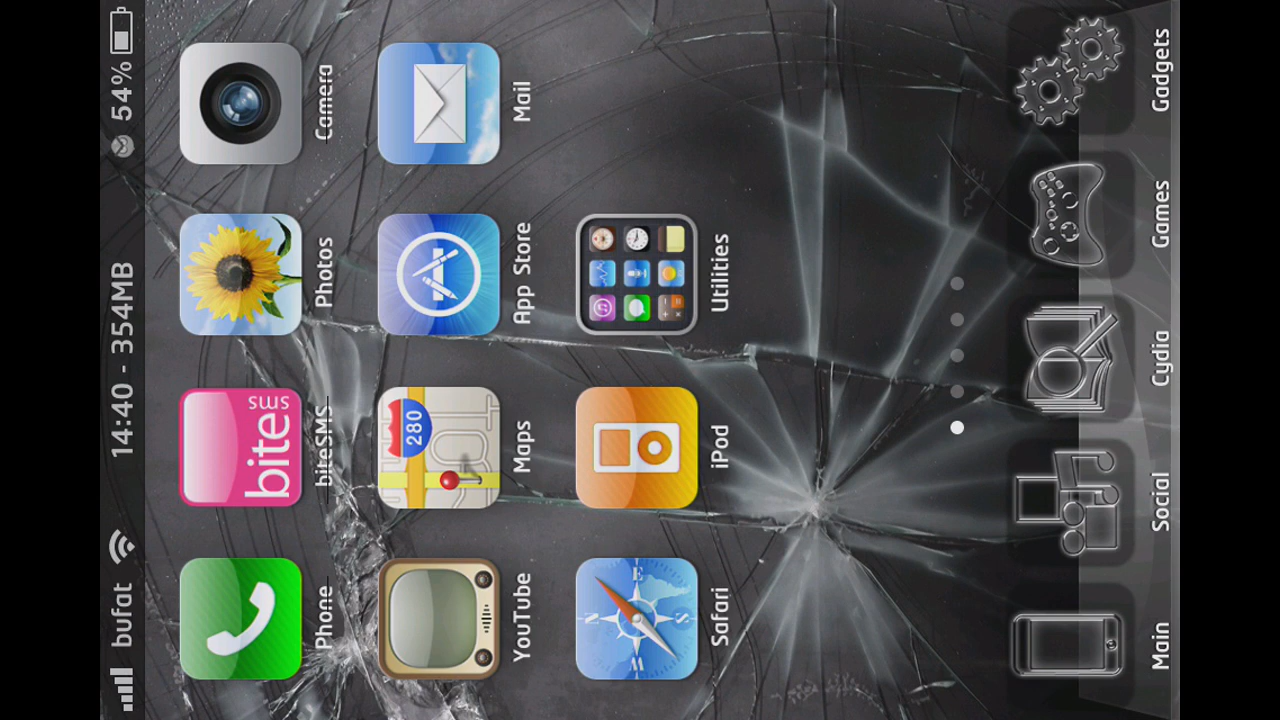 bufat 14:40 - 354MB 54%
bite
sms
Phone biteSMS Photos Camera
280
YouTube Maps App Store Mail
N E S W
Safari iPod Utilities
Main Social Cydia Games Gadgets